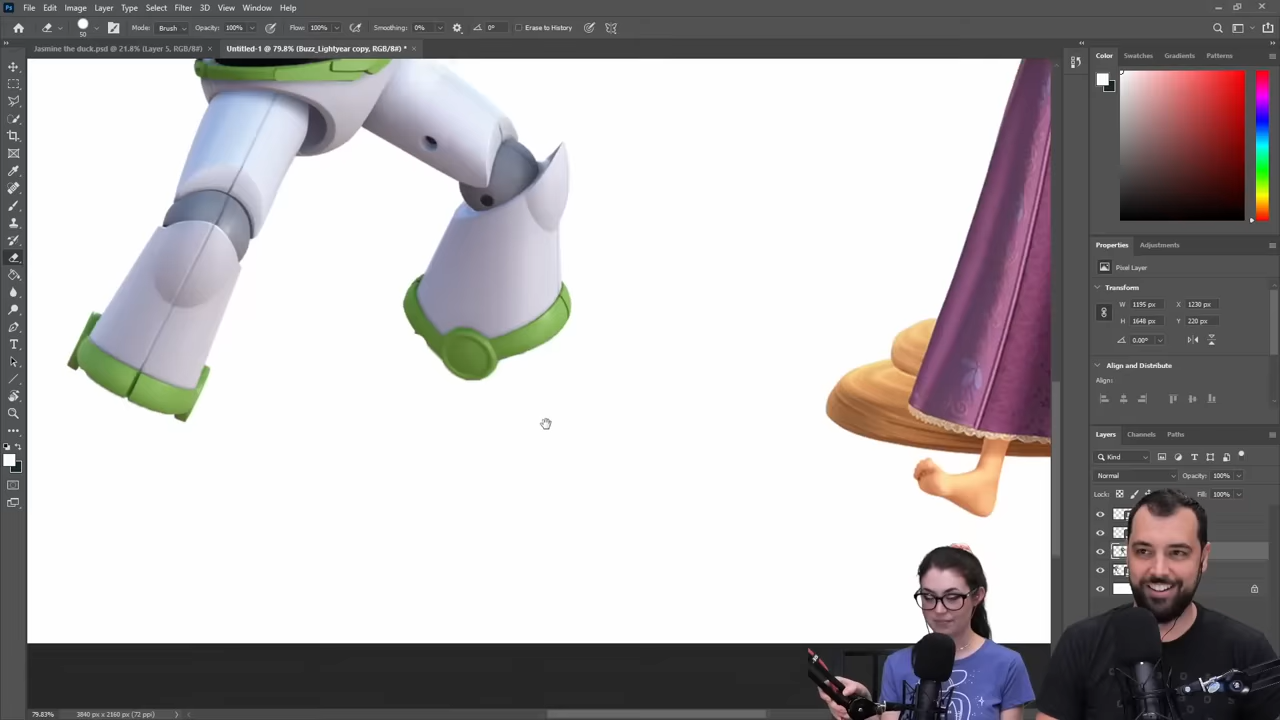 Ps File Edit Image Layer Type Select Filter 3D View Window Help
50 Mode: Brush Opacity: 100% Flow: 100% Smoothing: 0% 0° Erase to History
Jasmine the duck.psd @ 21.8% (Layer 5, RGB/8#) × Untitled-1 @ 79.8% (Buzz_Lightyear copy, RGB/8#) * ×
Color Swatches Gradients Patterns
Properties Adjustments
Pixel Layer
Transform
W 1195 px X 1230 px
H 1648 px Y 220 px
0.00°
Align and Distribute
Align:
Layers Channels Paths
Kind
Normal Opacity: 100%
Lock: Fill: 100%
79.83% 3840 px x 2160 px (72 ppi)